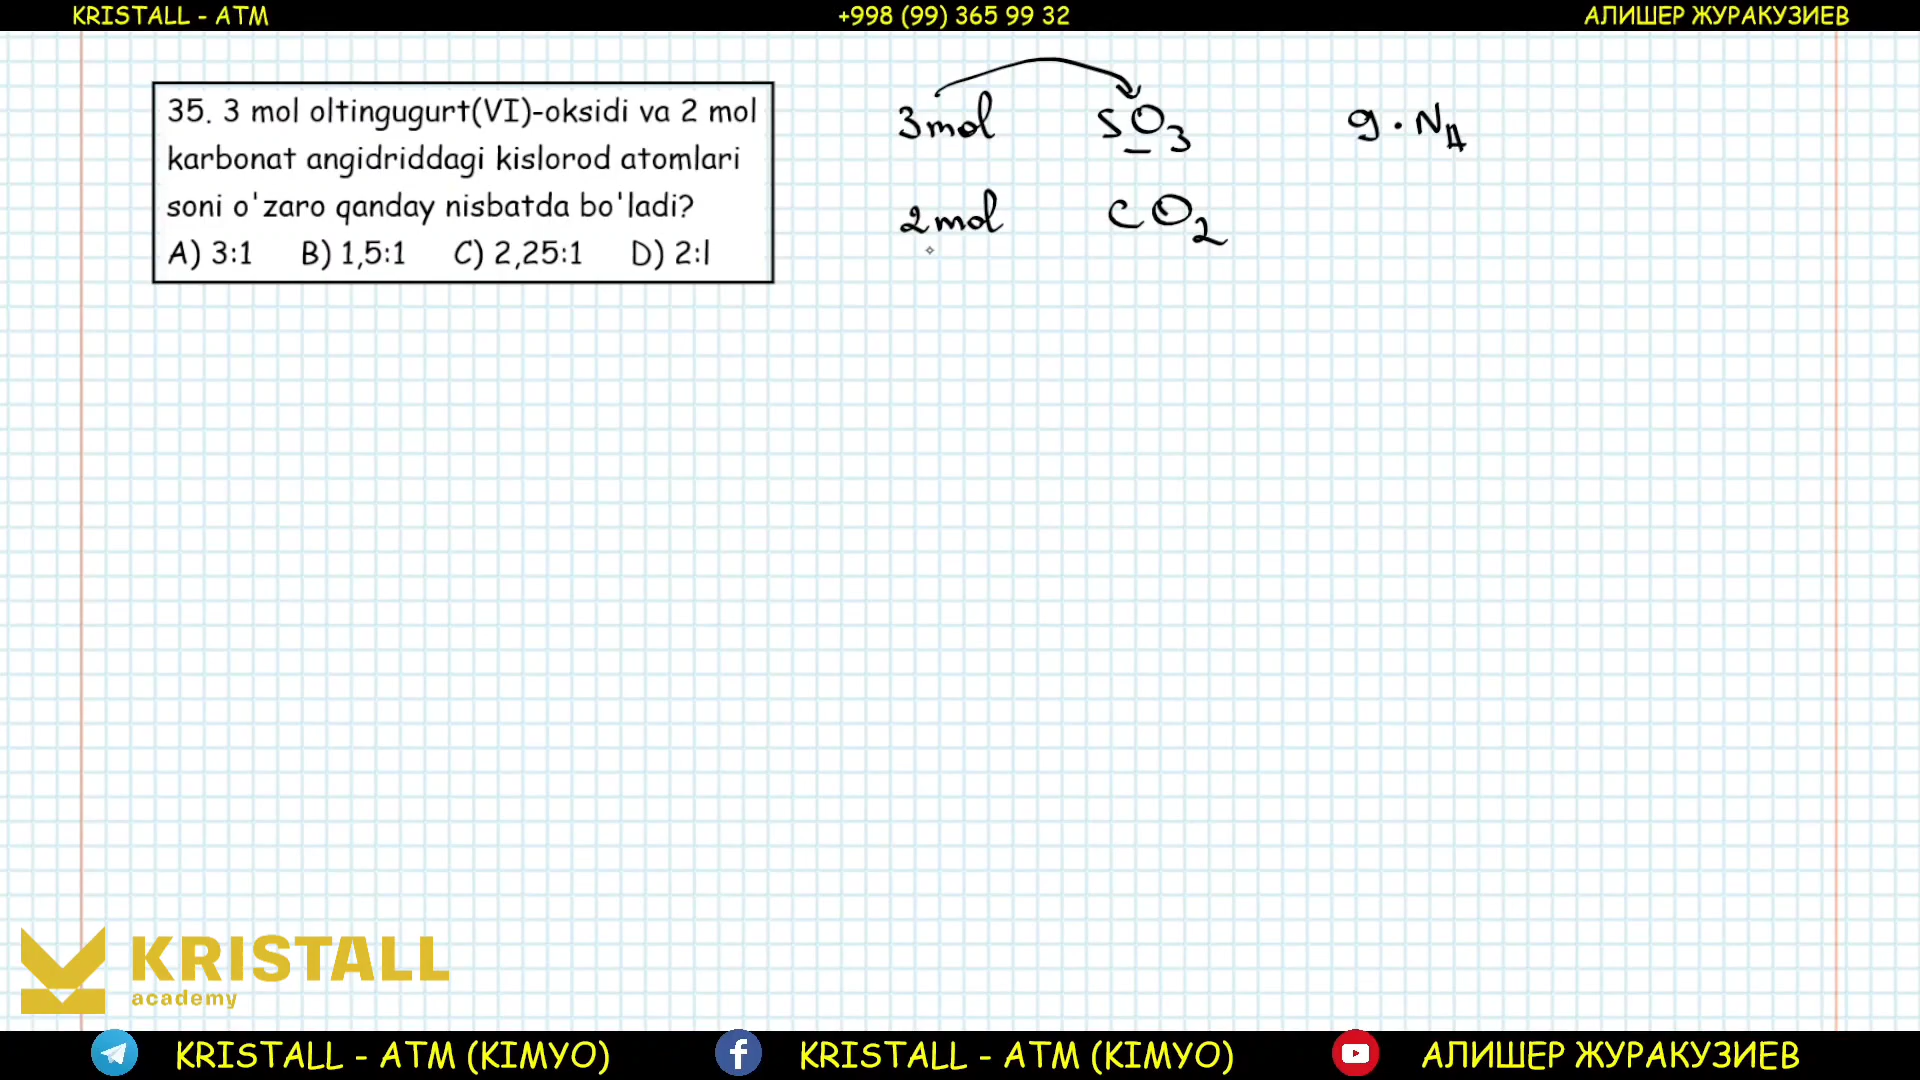 KRISTALL - ATM
+998 (99) 365 99 32
АЛИШЕР ЖУРАКУЗИЕВ
35. 3 mol oltingugurt(VI)-oksidi va 2 mol
karbonat angidriddagi kislorod atomlari
soni o'zaro qanday nisbatda bo'ladi?
A) 3:1 B) 1,5:1 C) 2,25:1 D) 2:l
3mol SO3 9·NA
2mol CO2
KRISTALL
academy
KRISTALL - ATM (KIMYO)
KRISTALL - ATM (KIMYO)
АЛИШЕР ЖУРАКУЗИЕВ